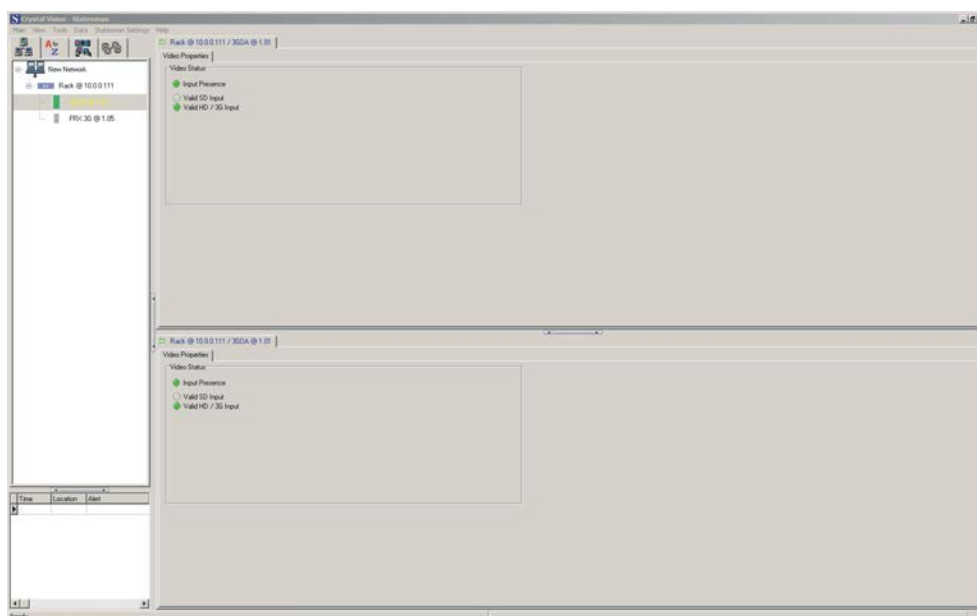 Crystal Vision - Statesman
Main View Tools Data Statesman Settings Help
New Network
Rack @ 10.0.0.111
FRX 3G @ 1.05
Rack @ 10.0.0.111 / 3GDA @ 1.01
Video Properties
Video Status
Input Presence
Valid SD Input
Valid HD / 3G Input
Rack @ 10.0.0.111 / 3GDA @ 1.01
Video Properties
Video Status
Input Presence
Valid SD Input
Valid HD / 3G Input
Time Location Alert